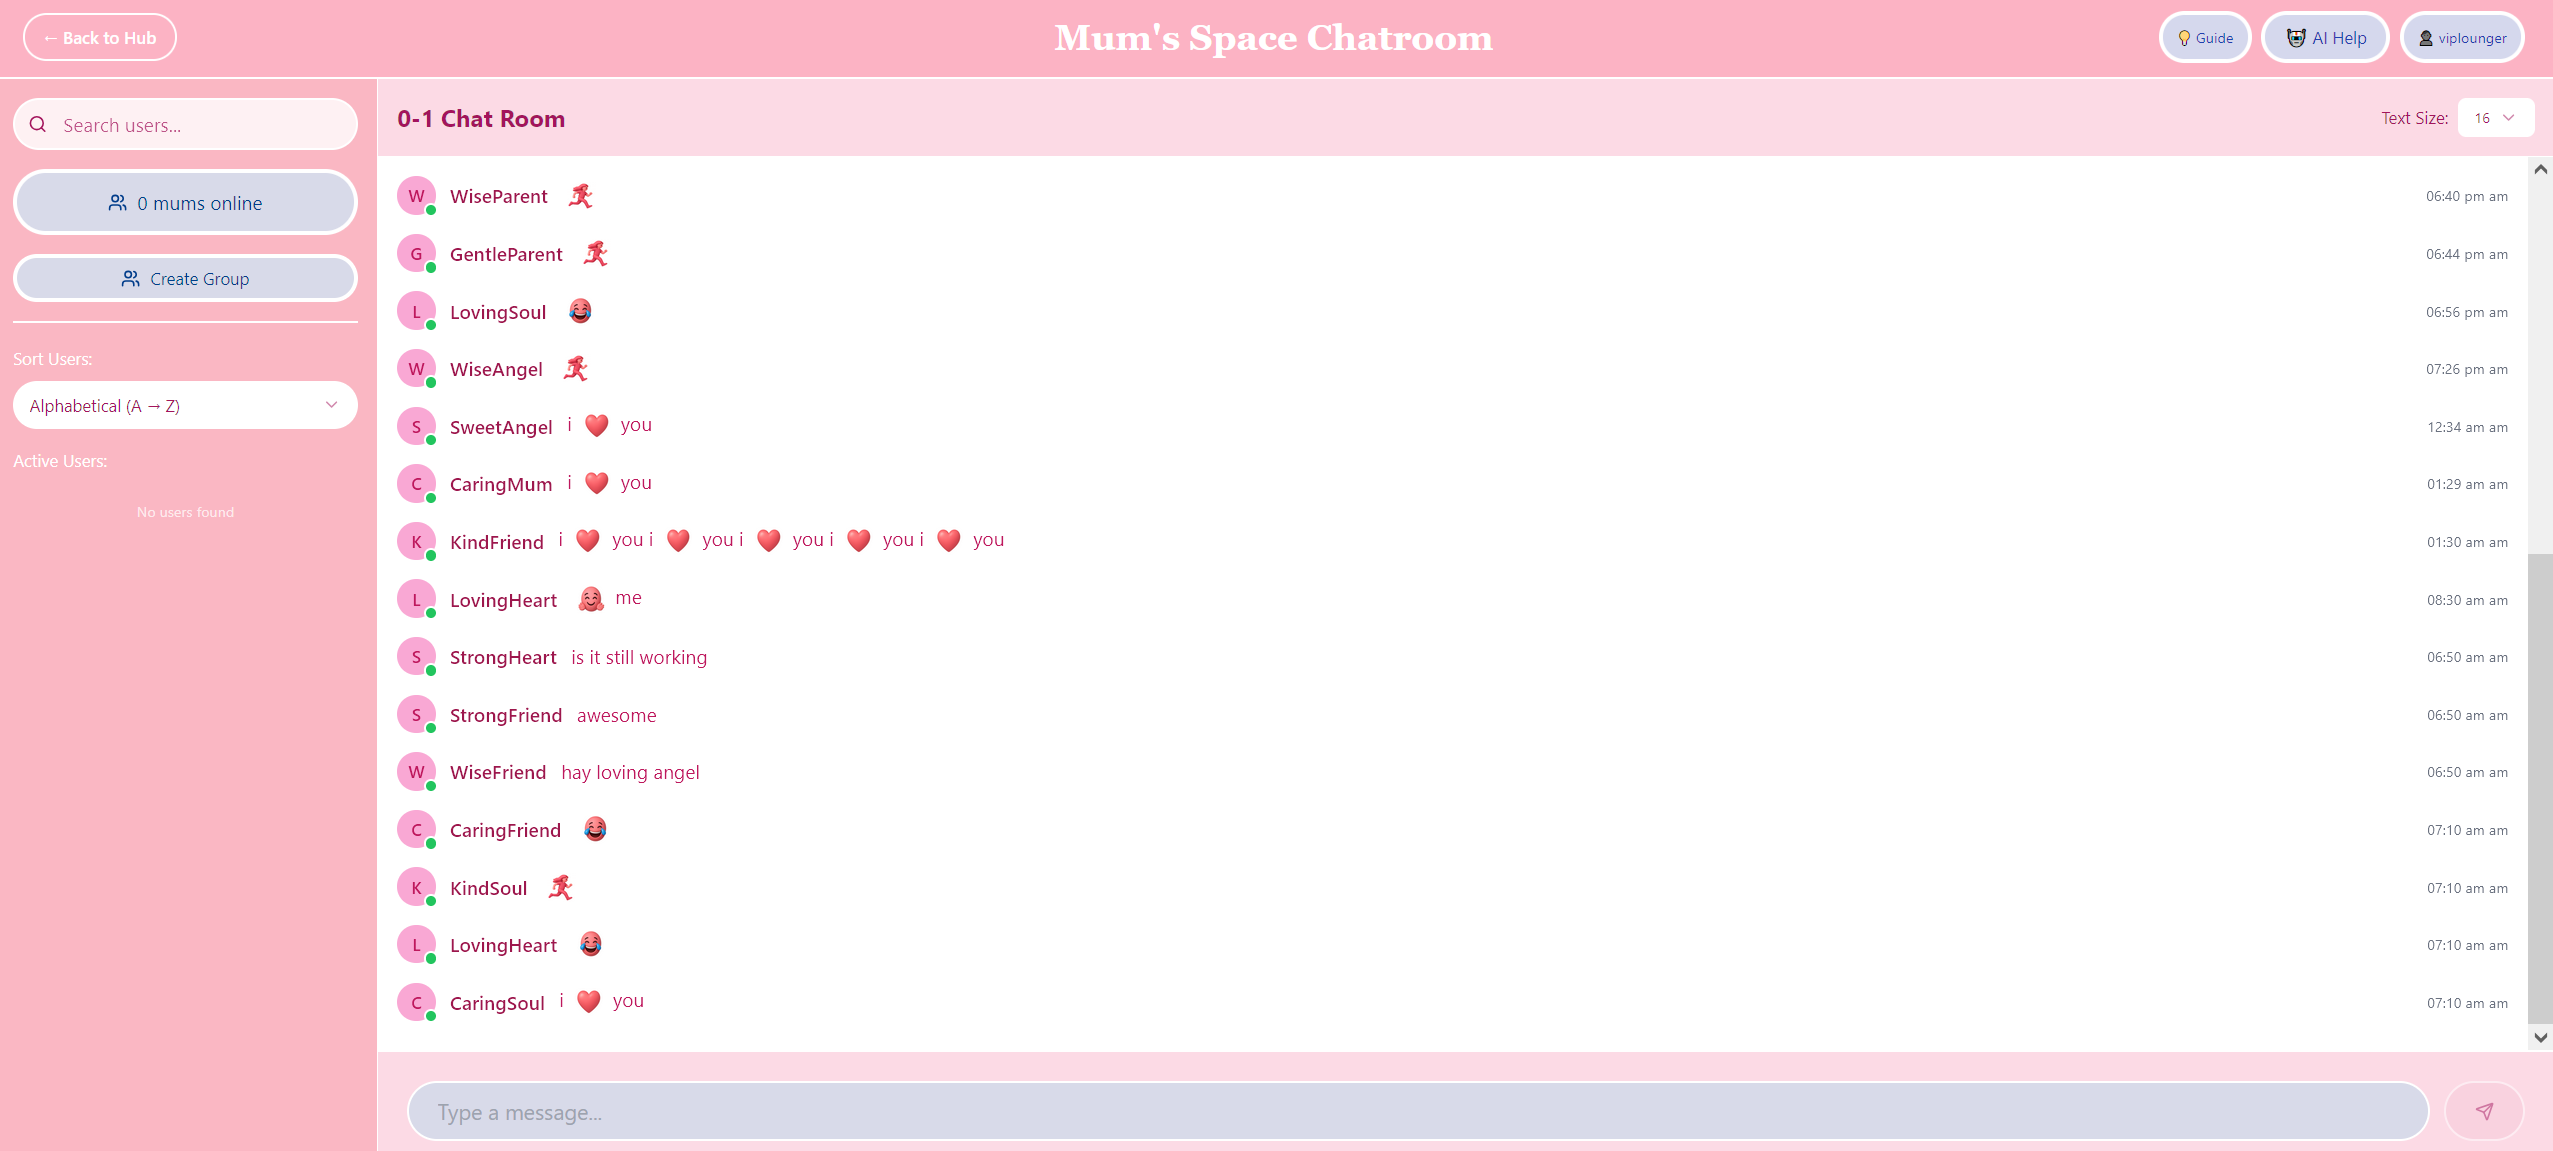 ← Back to Hub
Mum's Space Chatroom
Guide
AI Help
viplounger
Search users...
0 mums online
Create Group
Sort Users:
Alphabetical (A → Z)
Active Users:
No users found
0-1 Chat Room
Text Size:
16
W WiseParent 06:40 pm am
G GentleParent 06:44 pm am
L LovingSoul 06:56 pm am
W WiseAngel 07:26 pm am
S SweetAngel i ❤️ you 12:34 am am
C CaringMum i ❤️ you 01:29 am am
K KindFriend i ❤️ you i ❤️ you i ❤️ you i ❤️ you i ❤️ you 01:30 am am
L LovingHeart 🤗 me 08:30 am am
S StrongHeart is it still working 06:50 am am
S StrongFriend awesome 06:50 am am
W WiseFriend hay loving angel 06:50 am am
C CaringFriend 07:10 am am
K KindSoul 07:10 am am
L LovingHeart 07:10 am am
C CaringSoul i ❤️ you 07:10 am am
Type a message...